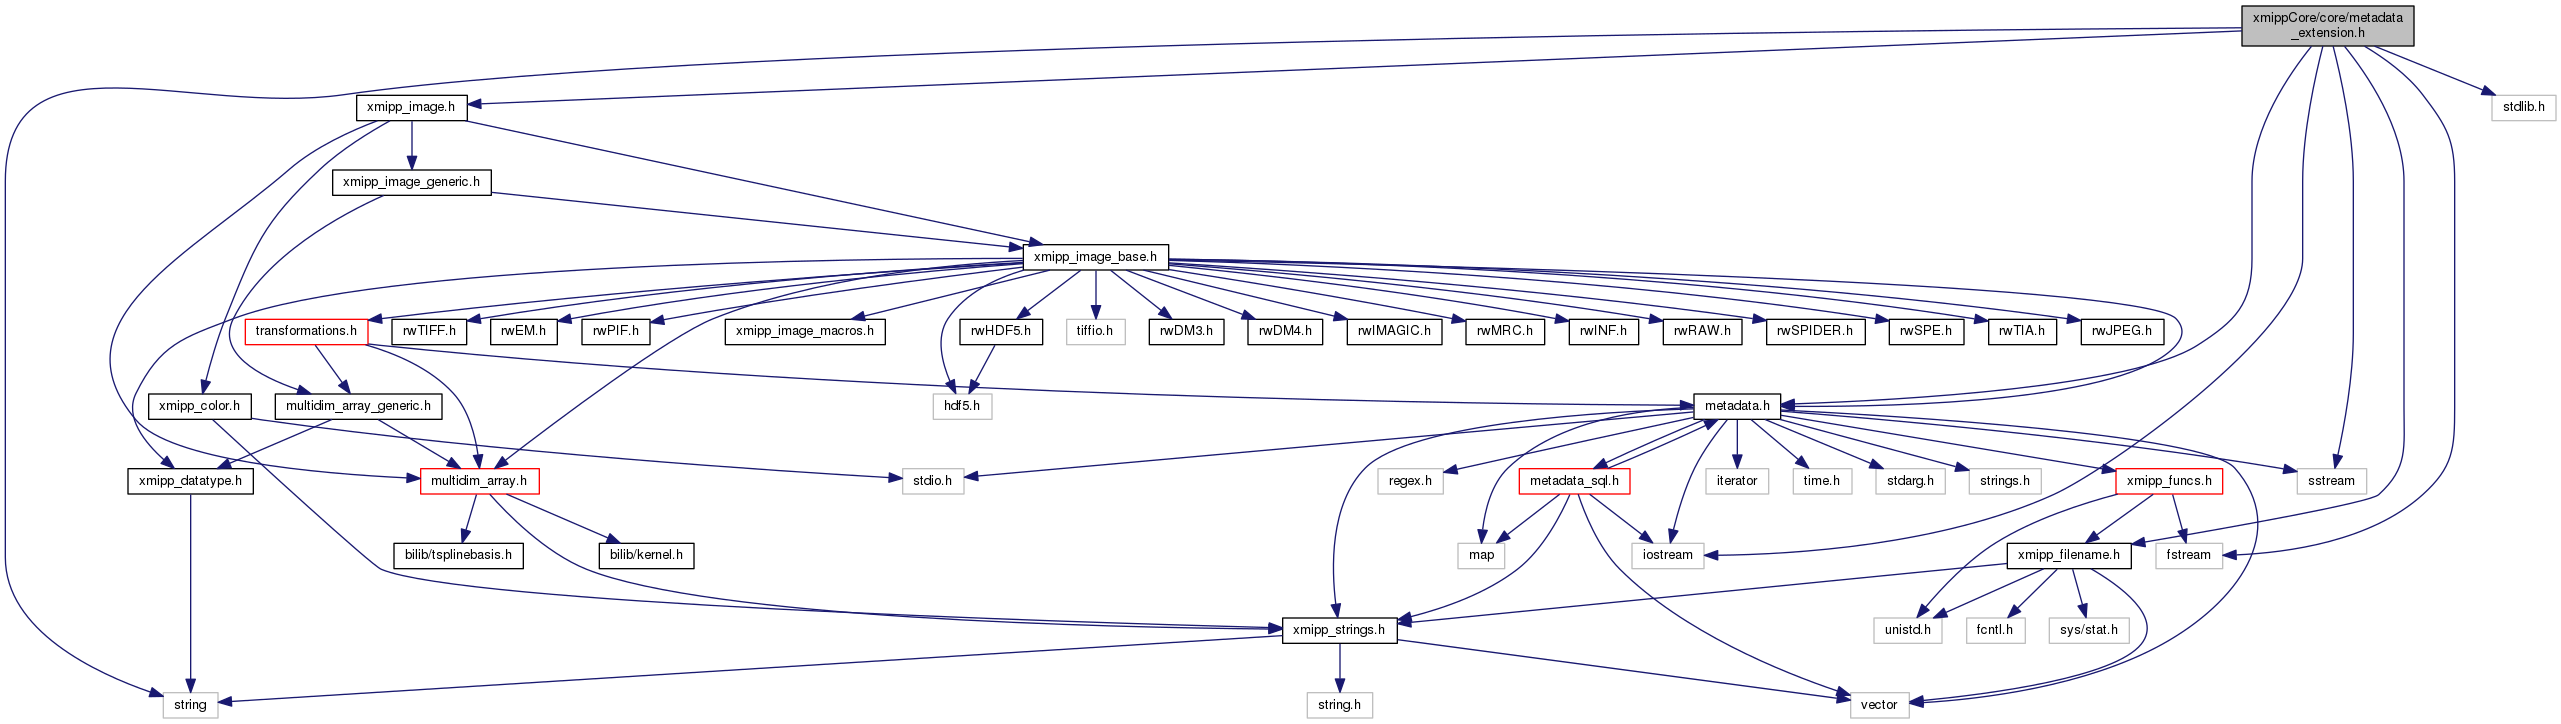 xmippCore/core/metadata
_extension.h
xmipp_image.h
stdlib.h
xmipp_image_generic.h
xmipp_image_base.h
transformations.h
rwTIFF.h
rwEM.h
rwPIF.h
xmipp_image_macros.h
rwHDF5.h
tiffio.h
rwDM3.h
rwDM4.h
rwIMAGIC.h
rwMRC.h
rwINF.h
rwRAW.h
rwSPIDER.h
rwSPE.h
rwTIA.h
rwJPEG.h
xmipp_color.h
multidim_array_generic.h
hdf5.h
metadata.h
xmipp_datatype.h
multidim_array.h
stdio.h
regex.h
metadata_sql.h
iterator
time.h
stdarg.h
strings.h
xmipp_funcs.h
sstream
bilib/tsplinebasis.h
bilib/kernel.h
map
iostream
xmipp_filename.h
fstream
xmipp_strings.h
unistd.h
fcntl.h
sys/stat.h
string
string.h
vector